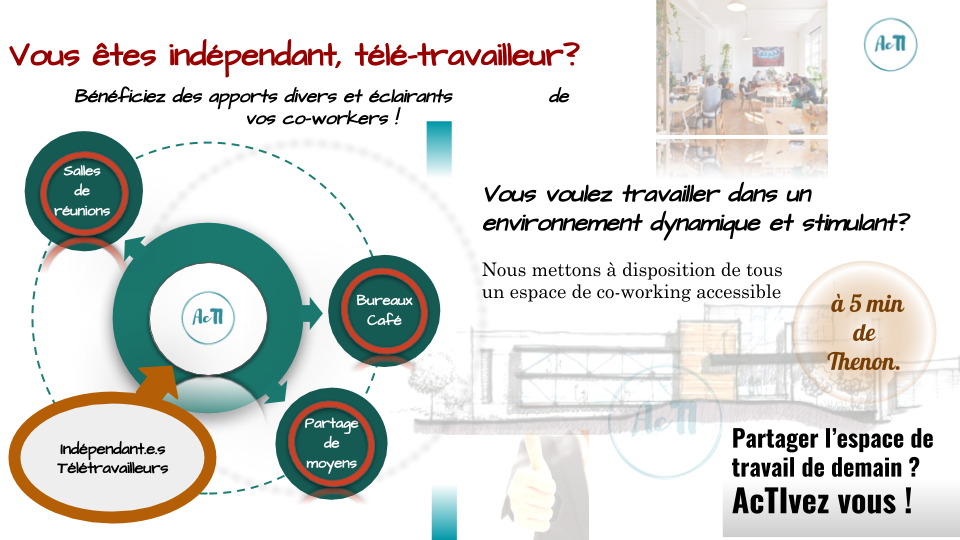 Vous êtes indépendant, télé-travailleur?
Bénéficiez des apports divers et éclairants de
vos co-workers !
AcTI
Salles
de
réunions
AcTI
Bureaux
Café
Partage
de
moyens
Indépendant.e.s
Télétravailleurs
Vous voulez travailler dans un
environnement dynamique et stimulant?
Nous mettons à disposition de tous
un espace de co-working accessible
à 5 min
de
Thenon.
AcTI
Partager l’espace de
travail de demain ?
AcTIvez vous !